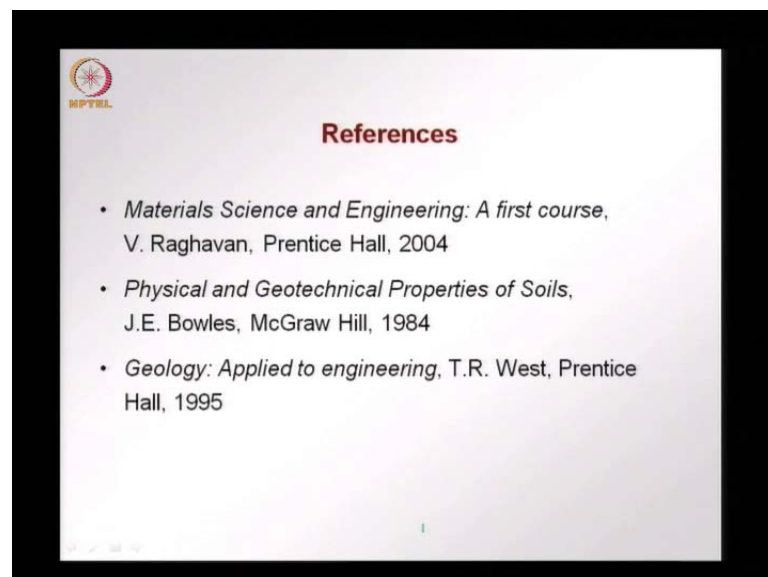 NPTEL
References
• Materials Science and Engineering: A first course,
V. Raghavan, Prentice Hall, 2004
• Physical and Geotechnical Properties of Soils,
J.E. Bowles, McGraw Hill, 1984
• Geology: Applied to engineering, T.R. West, Prentice
Hall, 1995